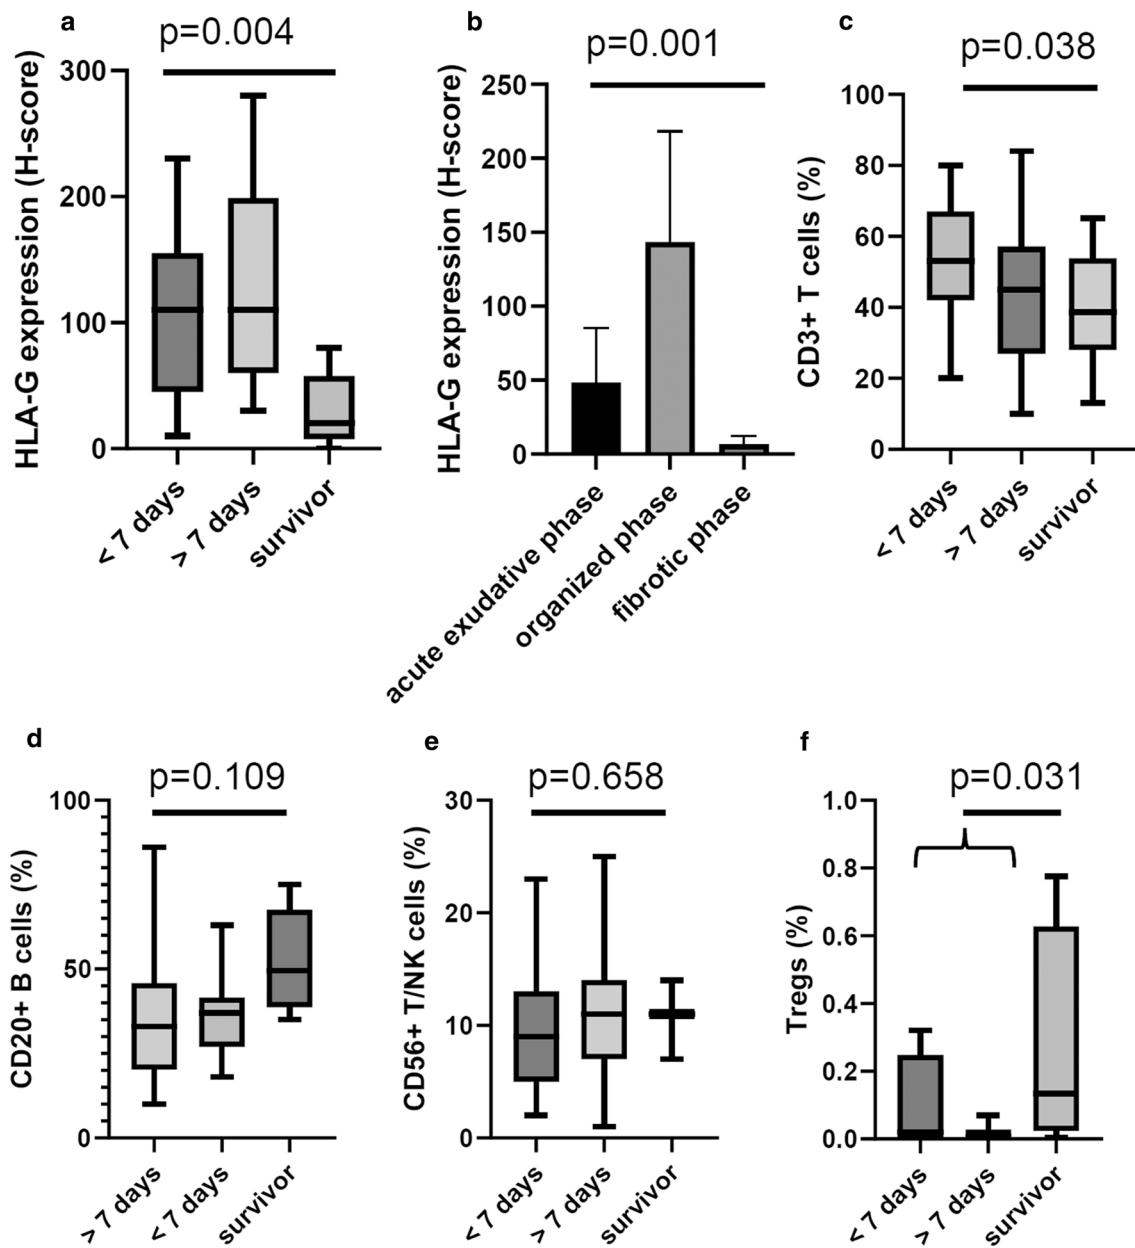 a
p=0.004
HLA-G expression (H-score)
300
200
100
0
< 7 days
> 7 days
survivor
b
p=0.001
HLA-G expression (H-score)
250
200
150
100
50
0
acute exudative phase
organized phase
fibrotic phase
c
p=0.038
CD3+ T cells (%)
100
80
60
40
20
0
< 7 days
> 7 days
survivor
d
p=0.109
CD20+ B cells (%)
100
50
0
> 7 days
< 7 days
survivor
e
p=0.658
CD56+ T/NK cells (%)
30
20
10
0
< 7 days
> 7 days
survivor
f
p=0.031
Tregs (%)
1.0
0.8
0.6
0.4
0.2
0.0
< 7 days
> 7 days
survivor